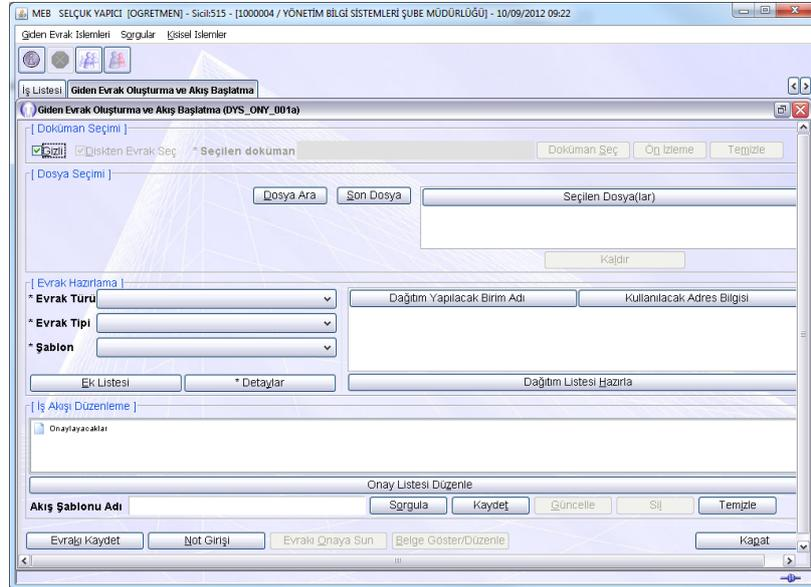 MEB SELÇUK YAPICI [OGRETMEN] - Sicil:515 - [1000004 / YÖNETİM BİLGİ SİSTEMLERİ ŞUBE MÜDÜRLÜĞÜ] - 10/09/2012 09:22
Giden Evrak Islemleri Sorgular Kisisel Islemler
İş Listesi Giden Evrak Oluşturma ve Akış Başlatma
Giden Evrak Oluşturma ve Akış Başlatma (DYS_ONY_001a)
[ Doküman Seçimi ]
Gizli Diskten Evrak Seç * Seçilen doküman Doküman Seç Ön İzleme Temizle
[ Dosya Seçimi ]
Dosya Ara Son Dosya Seçilen Dosya(lar)
Kaldır
[ Evrak Hazırlama ]
* Evrak Türü Dağıtım Yapılacak Birim Adı Kullanılacak Adres Bilgisi
* Evrak Tipi
* Şablon
Ek Listesi * Detaylar Dağıtım Listesi Hazırla
[ İş Akışı Düzenleme ]
Onaylayacaklar
Onay Listesi Düzenle
Akış Şablonu Adı Sorgula Kaydet Güncelle Sil Temizle
Evrakı Kaydet Not Girişi Evrakı Onaya Sun Belge Göster/Düzenle Kapat